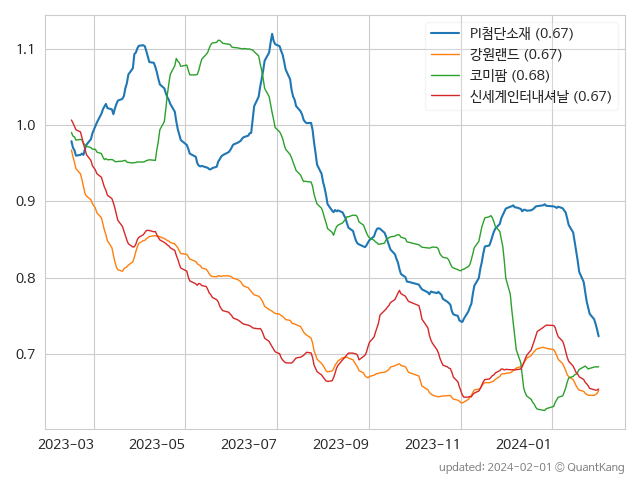 PI첨단소재 (0.67)
강원랜드 (0.67)
코미팜 (0.68)
신세계인터내셔날 (0.67)
1.1
1.0
0.9
0.8
0.7
2023-03 2023-05 2023-07 2023-09 2023-11 2024-01
updated: 2024-02-01 © QuantKang